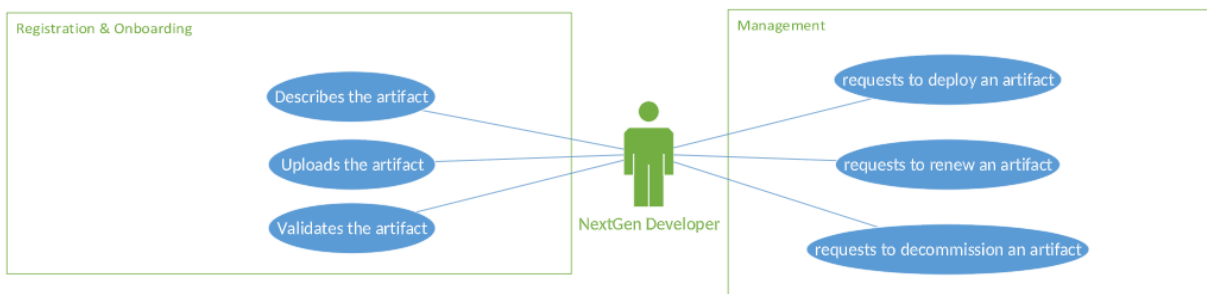 Registration & Onboarding
Describes the artifact
Uploads the artifact
Validates the artifact
NextGen Developer
Management
requests to deploy an artifact
requests to renew an artifact
requests to decommission an artifact